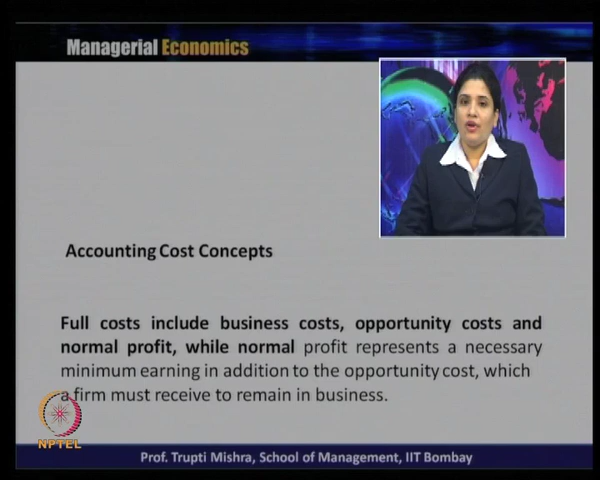 Managerial Economics
Accounting Cost Concepts
Full costs include business costs, opportunity costs and
normal profit, while normal profit represents a necessary
minimum earning in addition to the opportunity cost, which
a firm must receive to remain in business.
NPTEL
Prof. Trupti Mishra, School of Management, IIT Bombay